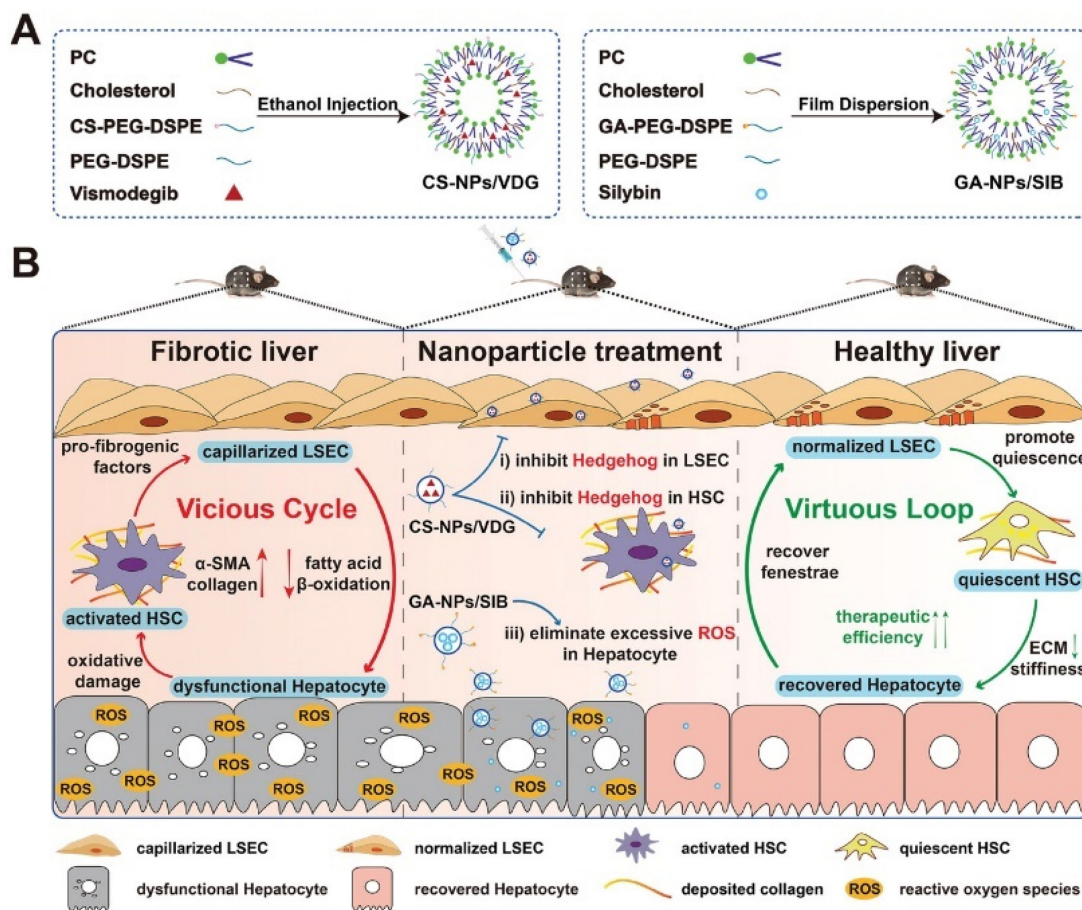 A
PC
Cholesterol
CS-PEG-DSPE
PEG-DSPE
Vismodegib
Ethanol Injection
CS-NPs/VDG
PC
Cholesterol
GA-PEG-DSPE
PEG-DSPE
Silybin
Film Dispersion
GA-NPs/SIB
B
Fibrotic liver
Nanoparticle treatment
Healthy liver
pro-fibrogenic
factors
capillarized LSEC
Vicious Cycle
α-SMA
collagen
fatty acid
β-oxidation
activated HSC
oxidative
damage
dysfunctional Hepatocyte
i) inhibit Hedgehog in LSEC
ii) inhibit Hedgehog in HSC
CS-NPs/VDG
GA-NPs/SIB
iii) eliminate excessive ROS
in Hepatocyte
normalized LSEC
promote
quiescence
Virtuous Loop
recover
fenestrae
quiescent HSC
therapeutic
efficiency
ECM
stiffness
recovered Hepatocyte
ROS
ROS
ROS
ROS
ROS
ROS
ROS
ROS
ROS
ROS
ROS
ROS
ROS
capillarized LSEC
normalized LSEC
activated HSC
quiescent HSC
dysfunctional Hepatocyte
recovered Hepatocyte
deposited collagen
ROS
reactive oxygen species